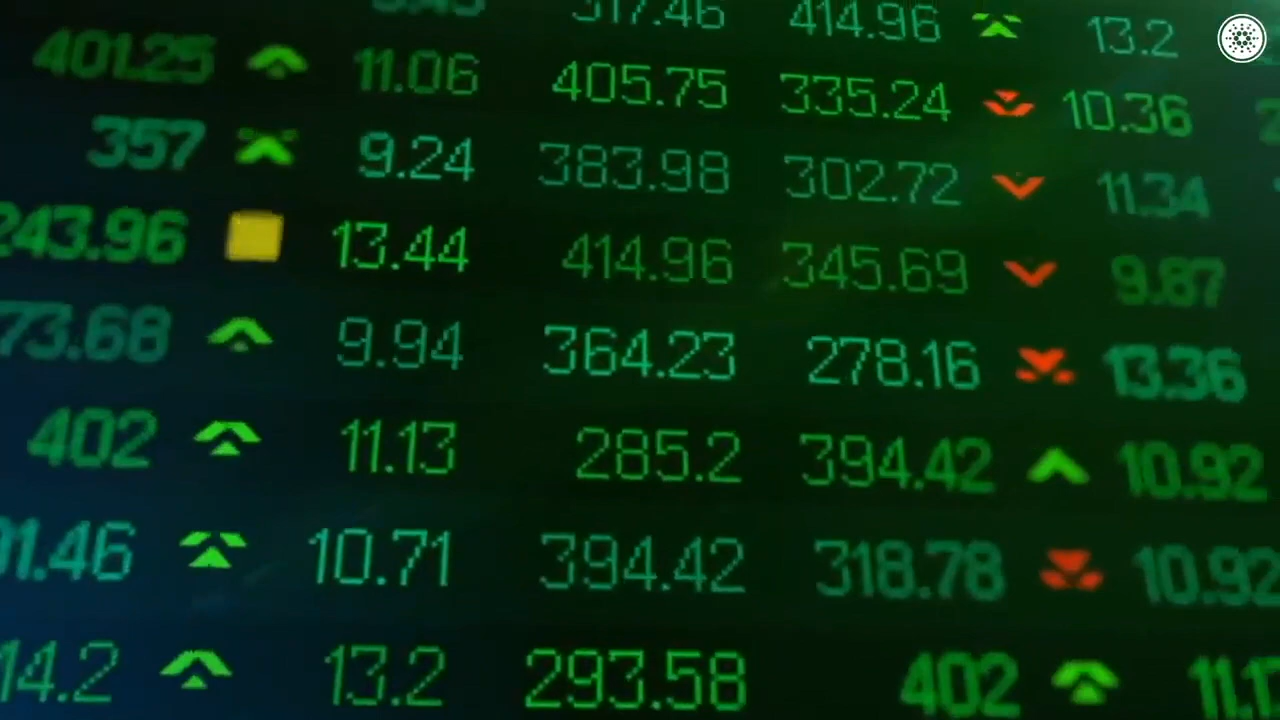 317.46 414.96 13.2
401.25 11.06 405.75 335.24 10.36
357 9.24 383.98 302.72 11.34
243.96 13.44 414.96 345.69 9.87
73.68 9.94 364.23 278.16 13.36
402 11.13 285.2 394.42 10.92
91.46 10.71 394.42 318.78 10.92
14.2 13.2 293.58 402